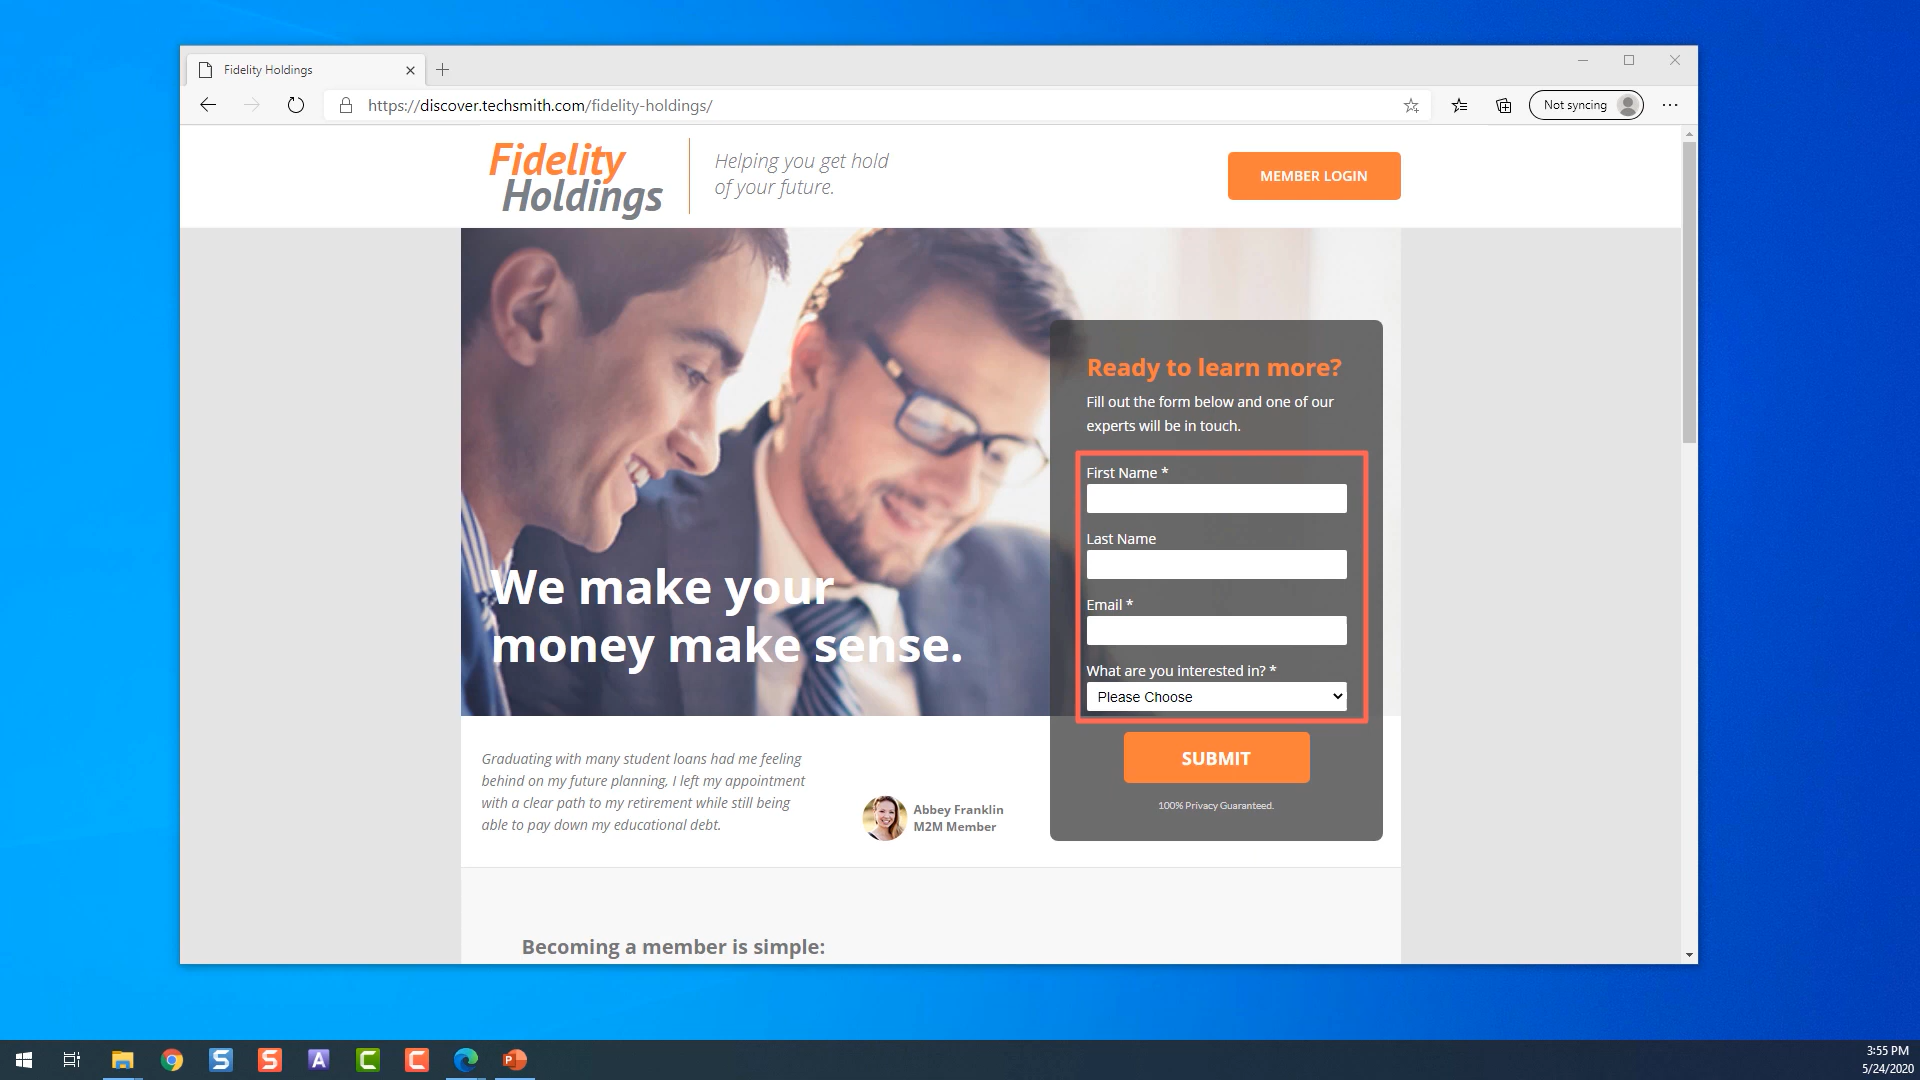 Fidelity Holdings
https://discover.techsmith.com/fidelity-holdings/
Not syncing
Fidelity
Holdings
Helping you get hold
of your future.
MEMBER LOGIN
We make your
money make sense.
Ready to learn more?
Fill out the form below and one of our
experts will be in touch.
First Name *
Last Name
Email *
What are you interested in? *
Please Choose
SUBMIT
100% Privacy Guaranteed.
Graduating with many student loans had me feeling
behind on my future planning, I left my appointment
with a clear path to my retirement while still being
able to pay down my educational debt.
Abbey Franklin
M2M Member
Becoming a member is simple:
S
S
A
C
C
P
3:55 PM
5/24/2020